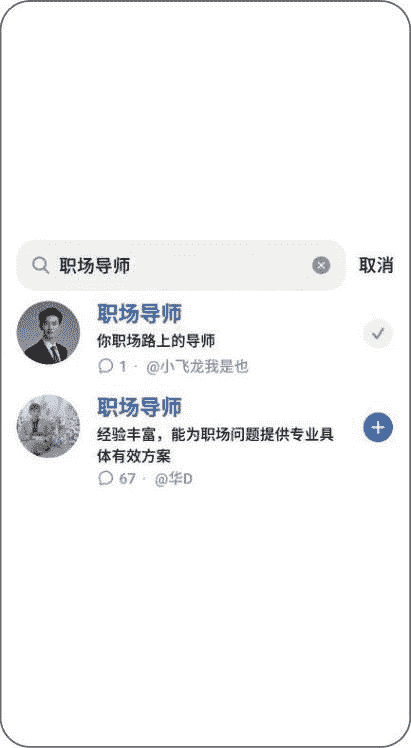 职场导师
取消
职场导师
你职场路上的导师
1 · @小飞龙我是也
职场导师
经验丰富，能为职场问题提供专业具
体有效方案
67 · @华D